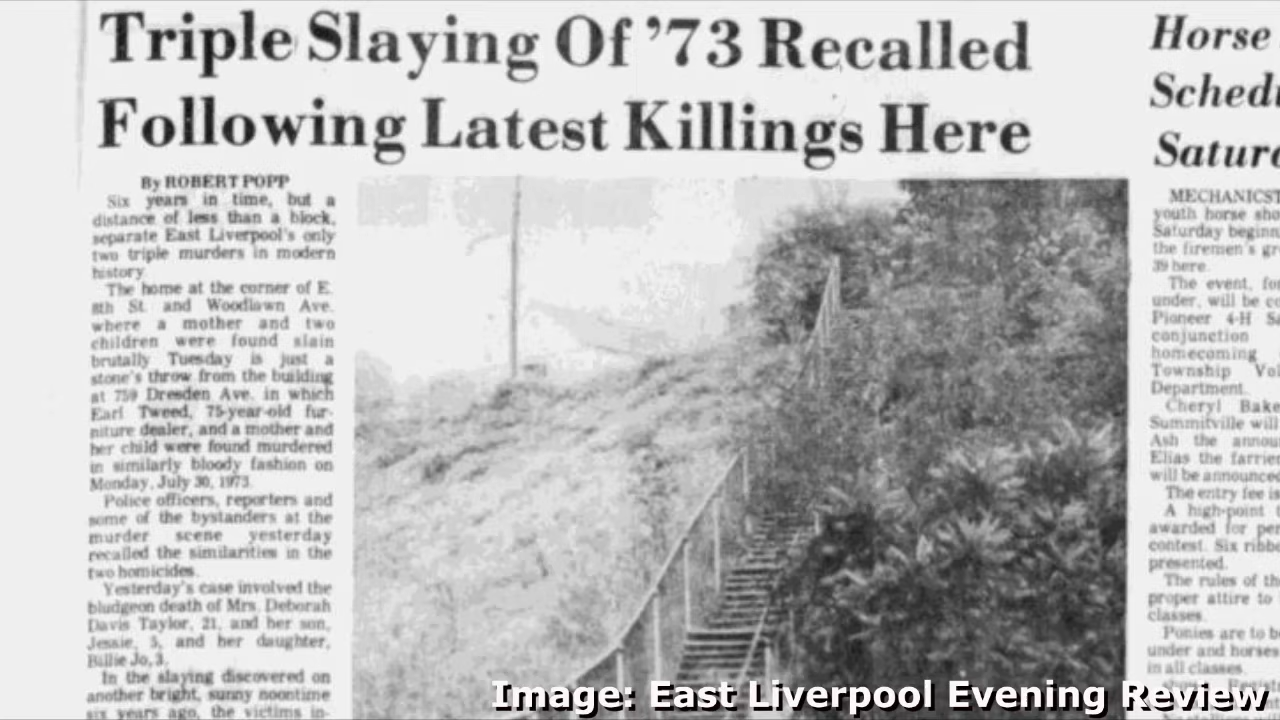 Triple Slaying Of '73 Recalled
Following Latest Killings Here
By ROBERT POPP
Six years in time, but a
distance of less than a block,
separate East Liverpool's only
two triple murders in modern
history.
The home at the corner of E.
8th St. and Woodlawn Ave.
where a mother and two
children were found slain
brutally Tuesday is just a
stone's throw from the building
at 759 Dresden Ave. in which
Earl Tweed, 75-year-old fur-
niture dealer, and a mother and
her child were found murdered
in similarly bloody fashion on
Monday, July 30, 1973.
Police officers, reporters and
some of the bystanders at the
murder scene yesterday
recalled the similarities in the
two homicides.
Yesterday's case involved the
bludgeon death of Mrs. Deborah
Davis Taylor, 21, and her son,
Jessie, 5, and her daughter,
Billie Jo, 3.
In the slaying discovered on
another bright, sunny noontime
six years ago, the victims in-
Horse
Sched
Satur
MECHANICST
youth horse sho
Saturday beginn
the firemen's gr
39 here.
The event, fo
under, will be co
Pioneer 4-H Sa
conjunction
homecoming
Township Vol
Department.
Cheryl Bake
Summitville will
Ash the annou
Elias the farrier
will be announced
The entry fee is
A high-point t
awarded for per
contest. Six ribb
presented.
The rules of th
proper attire to
classes.
Ponies are to be
under and horses
in all classes.
Image: East Liverpool Evening Review